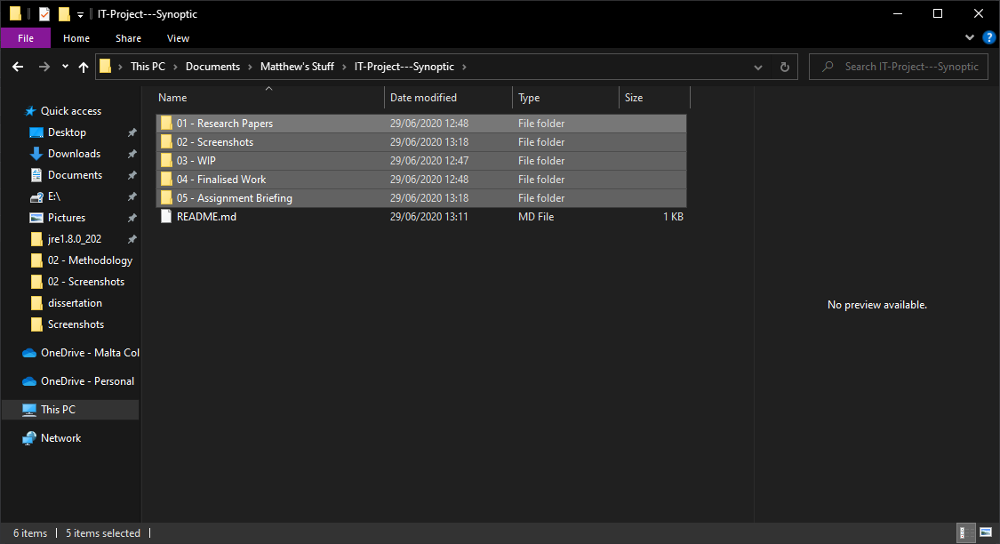 IT-Project---Synoptic
File Home Share View
This PC Documents Matthew's Stuff IT-Project---Synoptic Search IT-Project---Synoptic
Name Date modified Type Size
01 - Research Papers 29/06/2020 12:48 File folder
02 - Screenshots 29/06/2020 13:18 File folder
03 - WIP 29/06/2020 12:47 File folder
04 - Finalised Work 29/06/2020 12:48 File folder
05 - Assignment Briefing 29/06/2020 13:18 File folder
README.md 29/06/2020 13:11 MD File 1 KB
Quick access
Desktop
Downloads
Documents
E:\
Pictures
jre1.8.0_202
02 - Methodology
02 - Screenshots
dissertation
Screenshots
OneDrive - Malta Col
OneDrive - Personal
This PC
Network
No preview available.
6 items 5 items selected